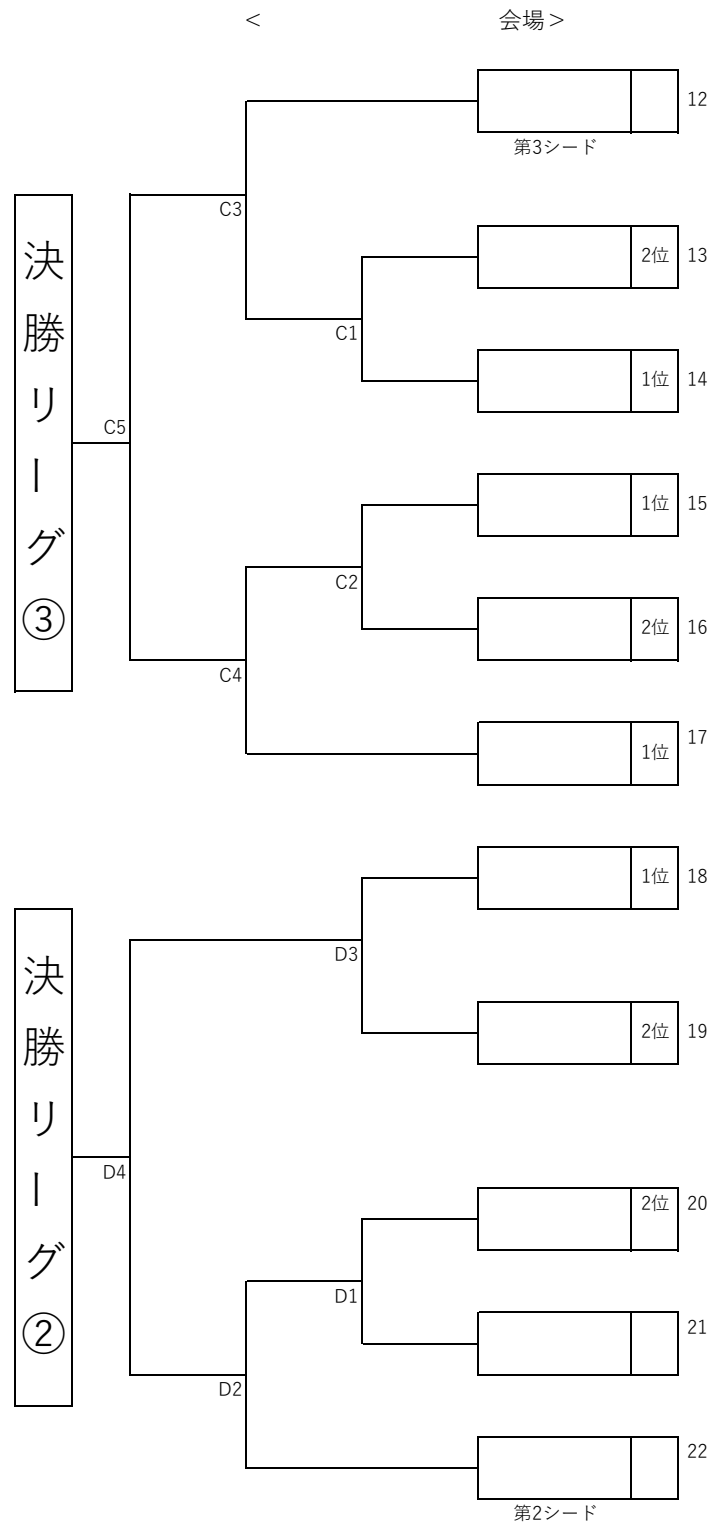 ＜ 会場＞
12
第3シード
C3
2位 13
C1
1位 14
決勝リーグ③
C5
1位 15
C2
2位 16
C4
17
1位
1位 18
D3
2位 19
決勝リーグ②
D4
2位 20
D1
21
D2
22
第2シード